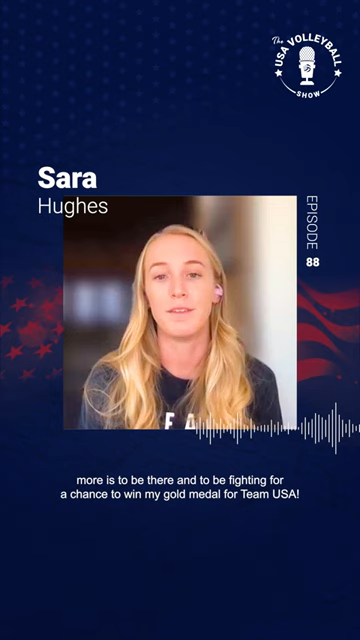 The
USA VOLLEYBALL
SHOW
Sara
Hughes
EPISODE
88
more is to be there and to be fighting for
a chance to win my gold medal for Team USA!